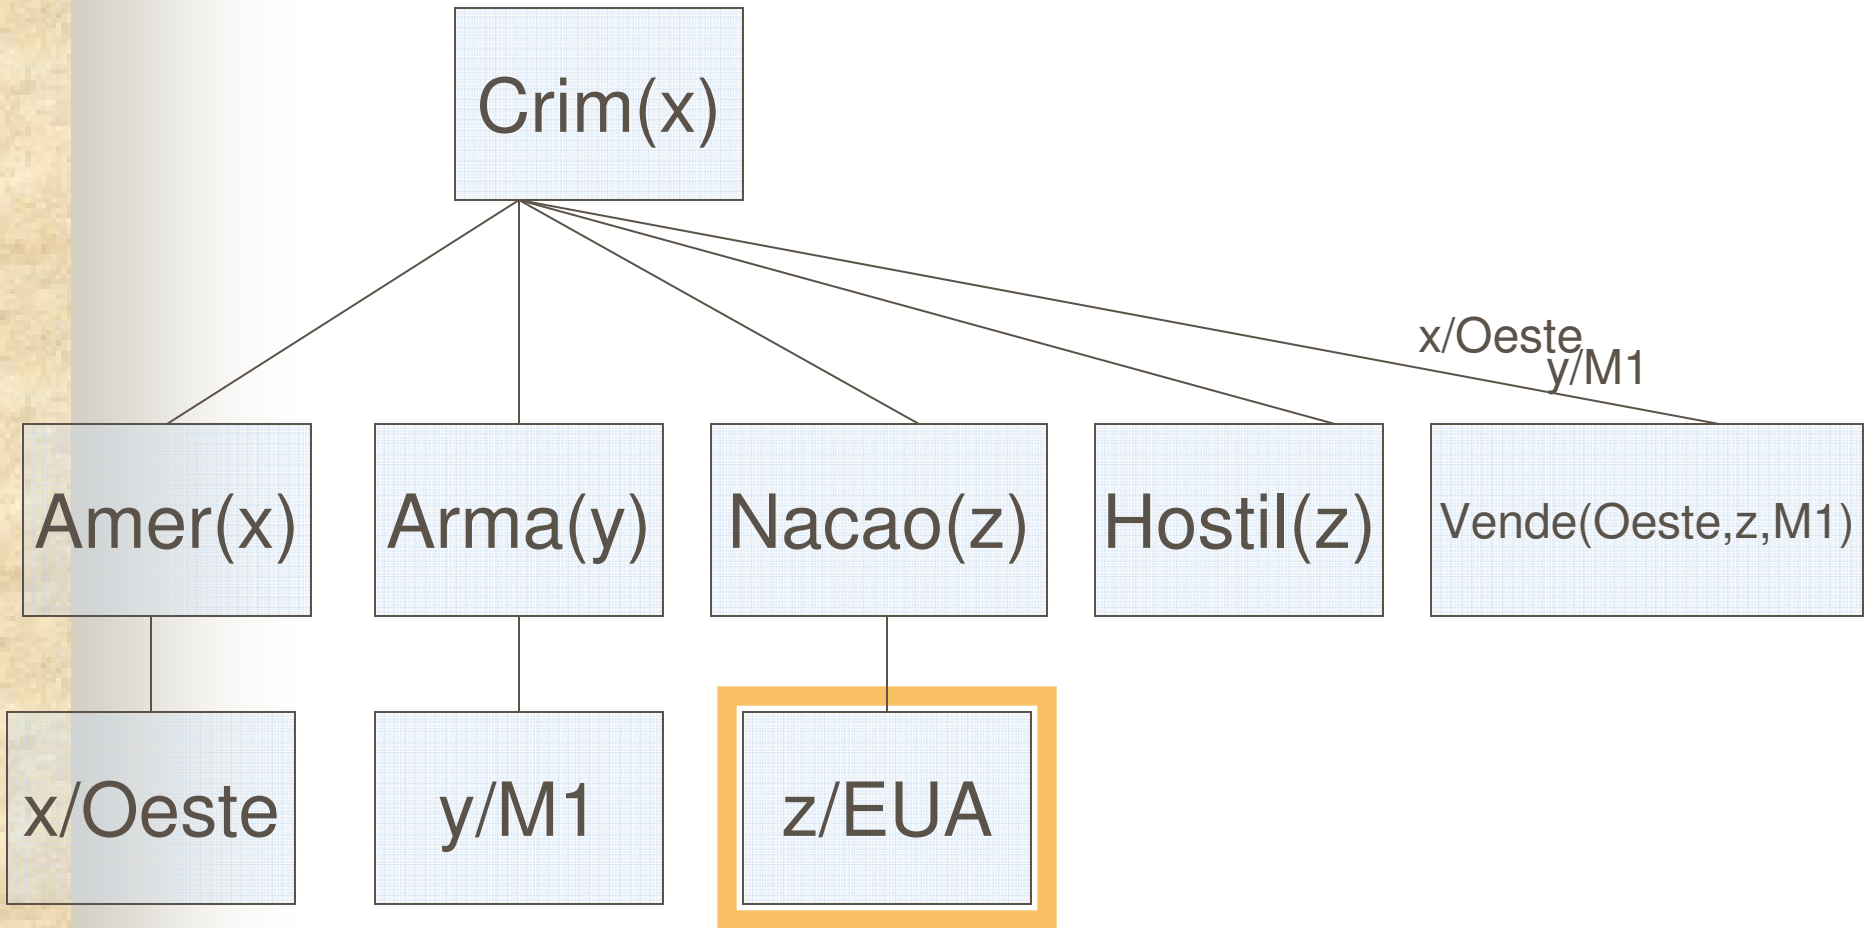 Crim(x)
x/Oeste
y/M1
Amer(x)
Arma(y)
Nacao(z)
Hostil(z)
Vende(Oeste,z,M1)
x/Oeste
y/M1
z/EUA